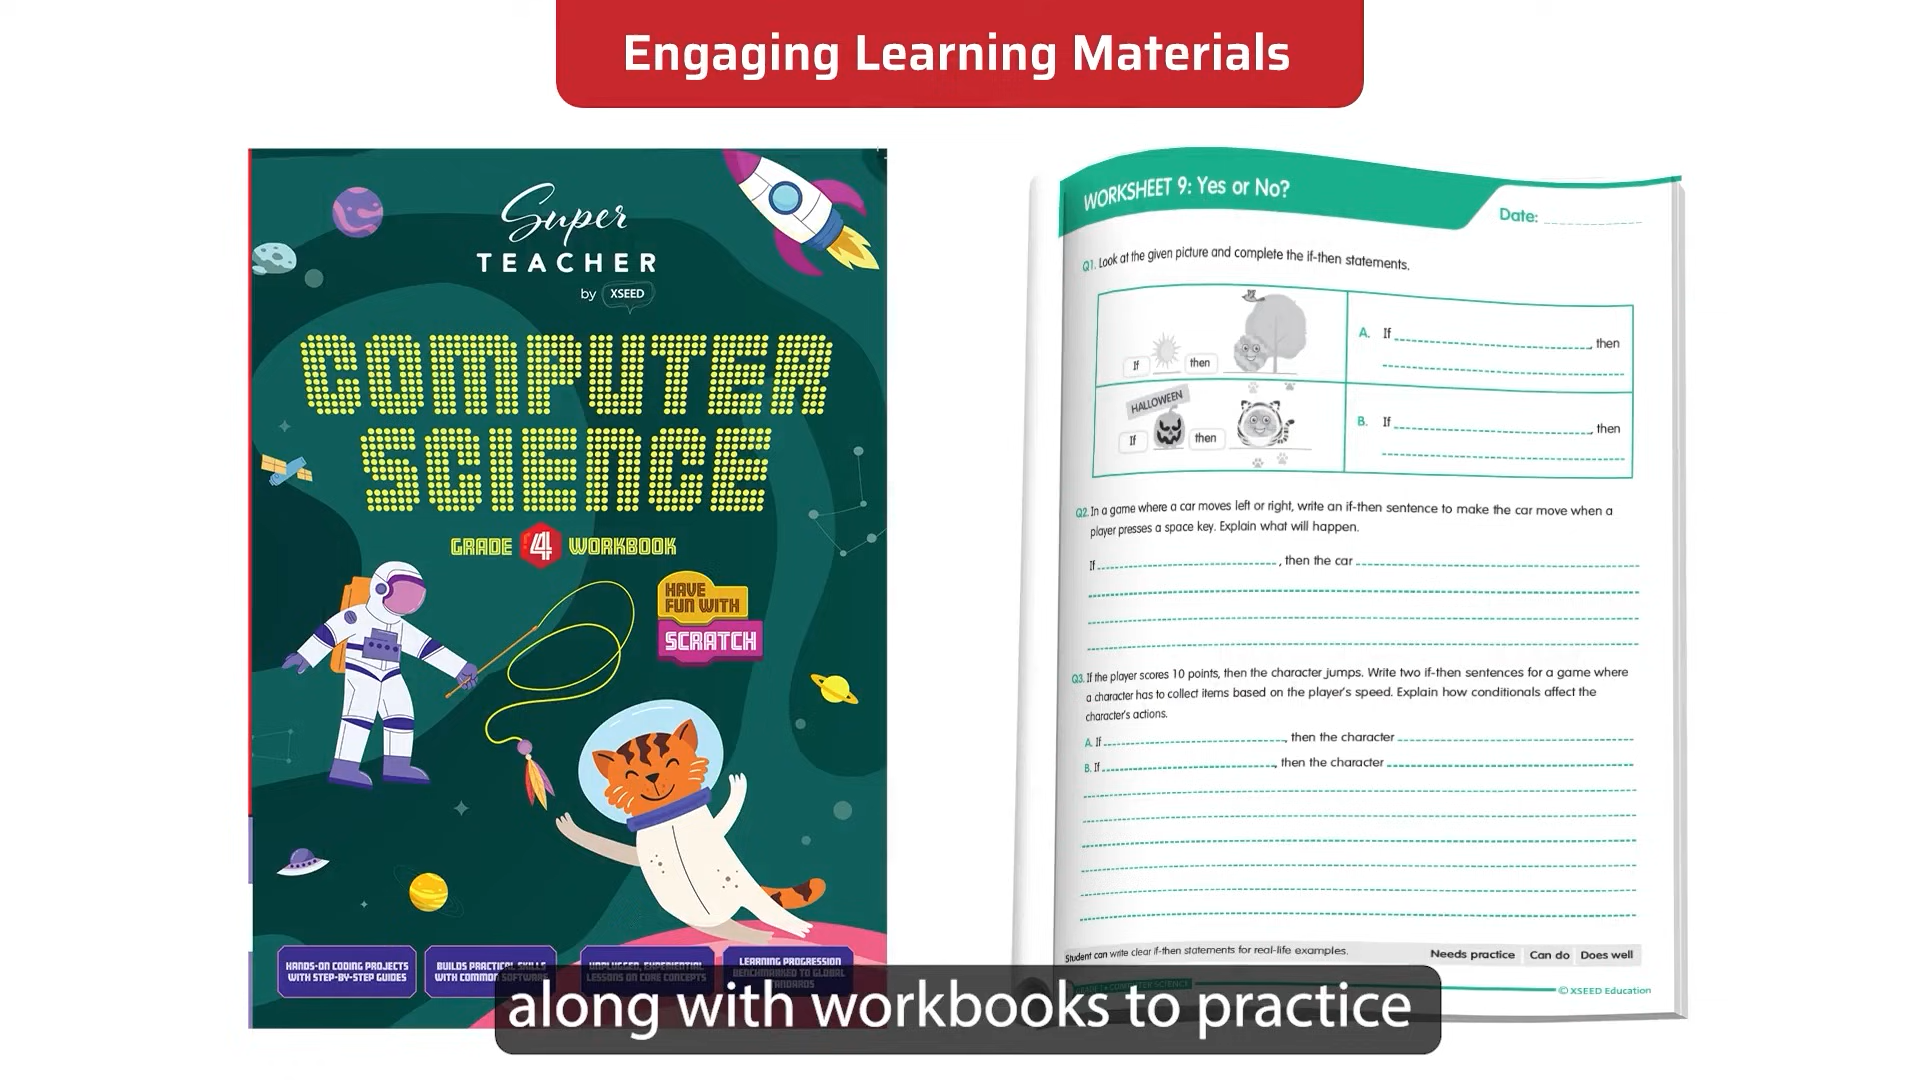 Engaging Learning Materials
Super
TEACHER
by XSEED
COMPUTER
SCIENCE
GRADE 4 WORKBOOK
HAVE
FUN WITH
SCRATCH
HANDS-ON CODING PROJECTS
WITH STEP-BY-STEP GUIDES
BUILDS PRACTICAL SKILLS
WITH COMMON SOFTWARE
UNPLUGGED, EXPERIENTIAL
LESSONS ON CORE CONCEPTS
LEARNING PROGRESSION
BENCHMARKED TO GLOBAL
STANDARDS
WORKSHEET 9: Yes or No?
Date:
Q1. Look at the given picture and complete the if-then statements.
If then
A. If , then
HALLOWEEN
If then
B. If , then
Q2. In a game where a car moves left or right, write an if-then sentence to make the car move when a
player presses a space key. Explain what will happen.
If , then the car
Q3. If the player scores 10 points, then the character jumps. Write two if-then sentences for a game where
a character has to collect items based on the player's speed. Explain how conditionals affect the
character's actions.
A. If , then the character
B. If , then the character
Student can write clear if-then statements for real-life examples.
Needs practice Can do Does well
© XSEED Education
along with workbooks to practice